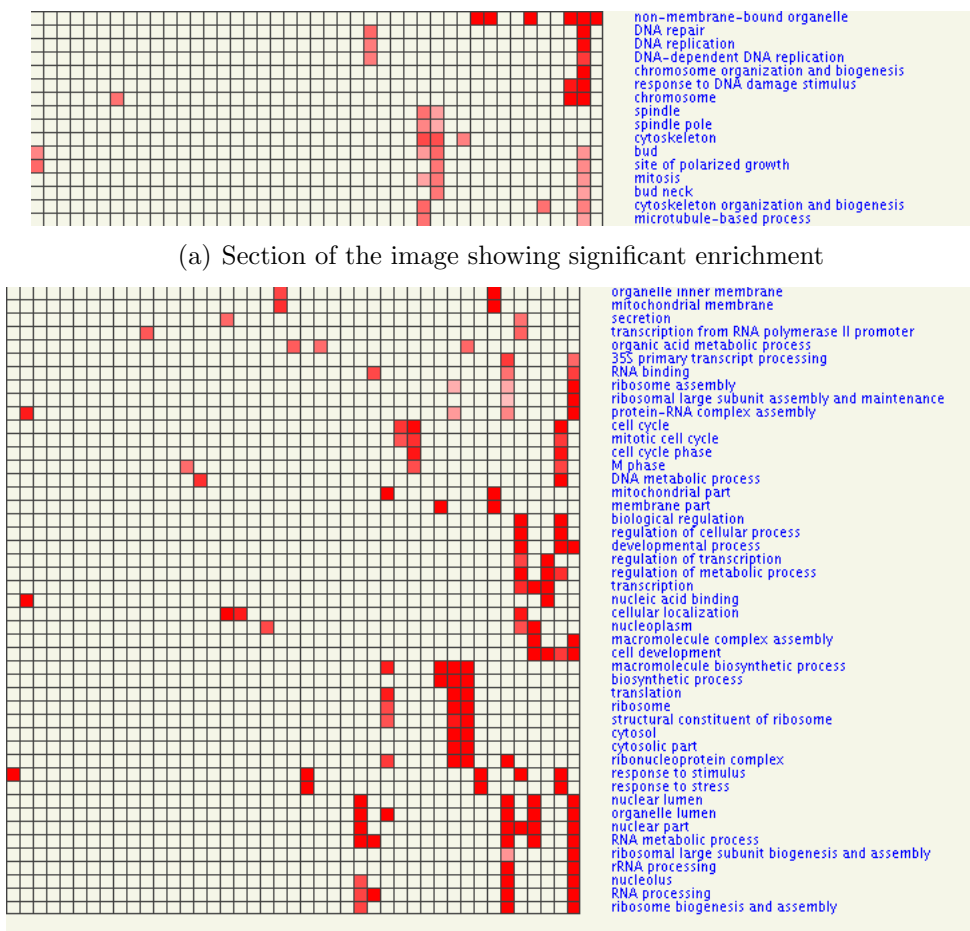 non-membrane-bound organelle
DNA repair
DNA replication
DNA-dependent DNA replication
chromosome organization and biogenesis
response to DNA damage stimulus
chromosome
spindle
spindle pole
cytoskeleton
bud
site of polarized growth
mitosis
bud neck
cytoskeleton organization and biogenesis
microtubule-based process
(a) Section of the image showing significant enrichment
organelle inner membrane
mitochondrial membrane
secretion
transcription from RNA polymerase II promoter
organic acid metabolic process
35S primary transcript processing
RNA binding
ribosome assembly
ribosomal large subunit assembly and maintenance
protein-RNA complex assembly
cell cycle
mitotic cell cycle
cell cycle phase
M phase
DNA metabolic process
mitochondrial part
membrane part
biological regulation
regulation of cellular process
developmental process
regulation of transcription
regulation of metabolic process
transcription
nucleic acid binding
cellular localization
nucleoplasm
macromolecule complex assembly
cell development
macromolecule biosynthetic process
biosynthetic process
translation
ribosome
structural constituent of ribosome
cytosol
cytosolic part
ribonucleoprotein complex
response to stimulus
response to stress
nuclear lumen
organelle lumen
nuclear part
RNA metabolic process
ribosomal large subunit biogenesis and assembly
rRNA processing
nucleolus
RNA processing
ribosome biogenesis and assembly